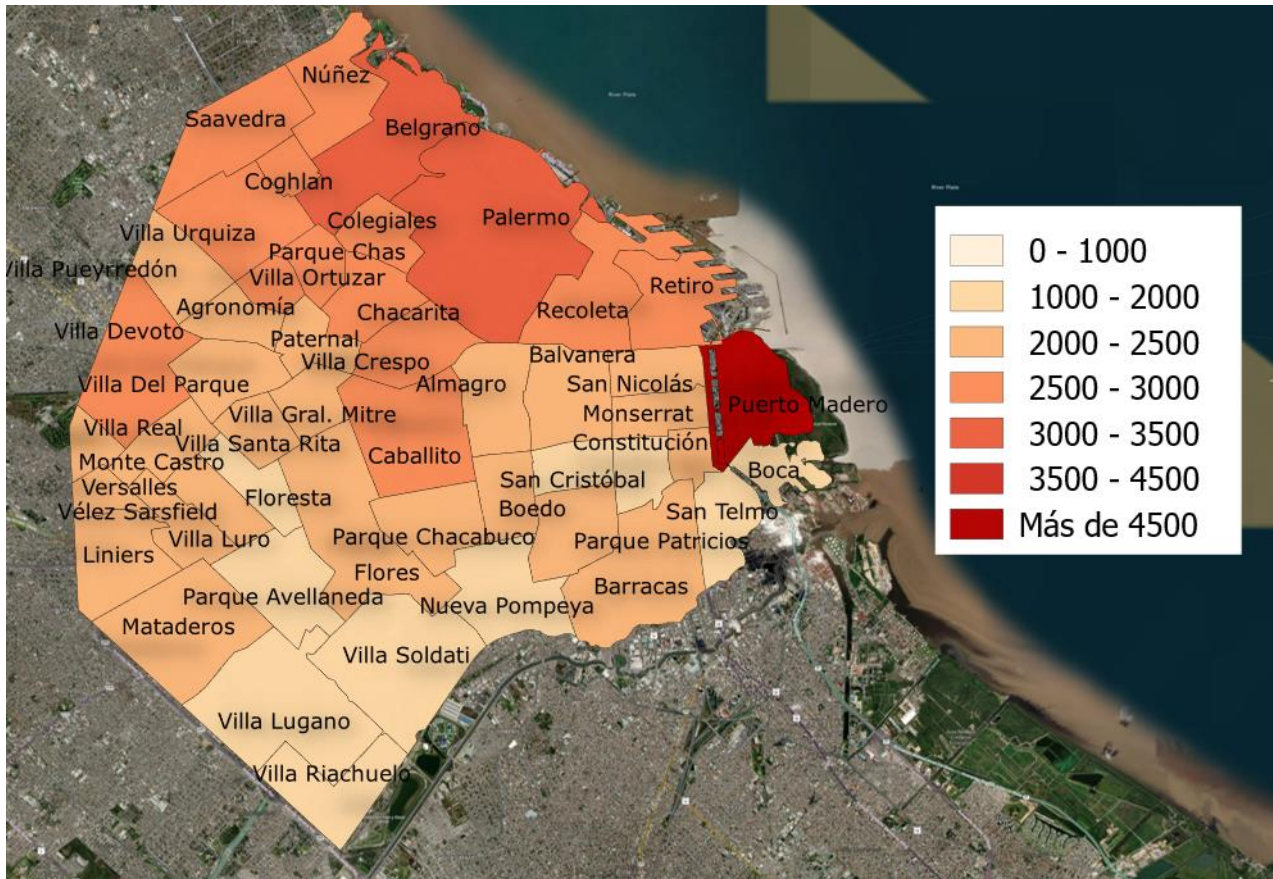 River Plate
Núñez
Saavedra
Belgrano
River Plate
Coghlan
Colegiales
Palermo
Villa Urquiza
Parque Chas
Villa Pueyrredón
Villa Ortuzar
Retiro
Agronomía
Chacarita
Recoleta
Villa Devoto
Paternal
Villa Crespo
Balvanera
Villa Del Parque
Almagro
San Nicolás
Puerto Madero
Villa Gral. Mitre
Monserrat
Villa Real
Villa Santa Rita
Constitución
Monte Castro
Caballito
Boca
Versalles
Floresta
San Cristóbal
Vélez Sarsfield
Boedo
San Telmo
Villa Luro
Parque Chacabuco
Parque Patricios
Liniers
Flores
Barracas
Parque Avellaneda
Nueva Pompeya
Mataderos
Villa Soldati
Villa Lugano
Villa Riachuelo
0 - 1000
1000 - 2000
2000 - 2500
2500 - 3000
3000 - 3500
3500 - 4500
Más de 4500